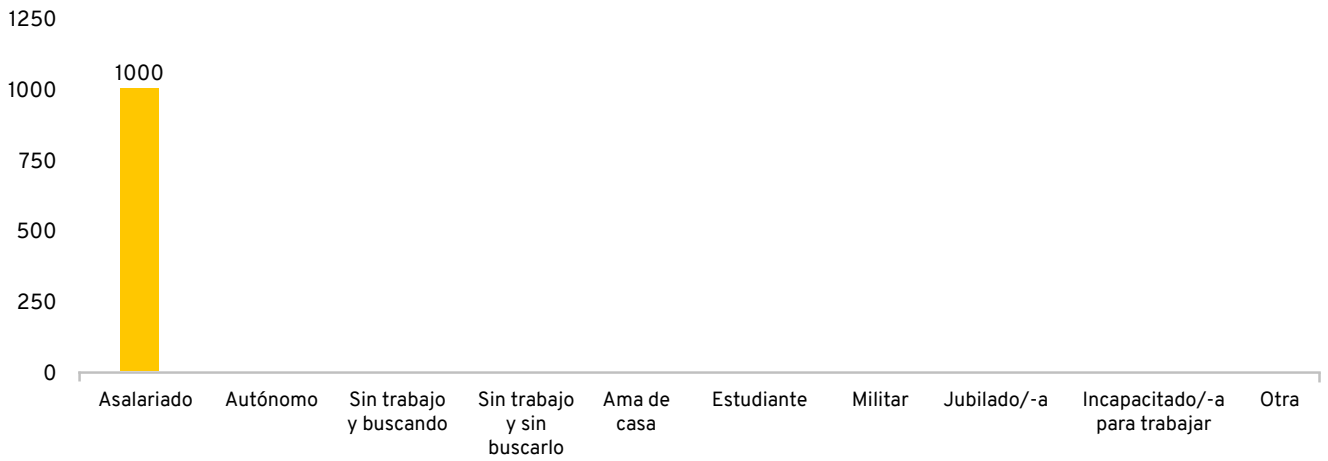 1250
1000
1000
750
500
250
0
Asalariado
Autónomo
Sin trabajo
y buscando
Sin trabajo
y sin
buscarlo
Ama de
casa
Estudiante
Militar
Jubilado/-a
Incapacitado/-a
para trabajar
Otra